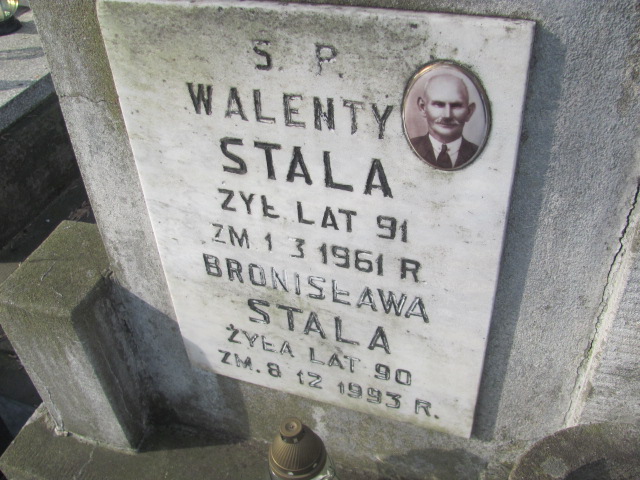 S. P.
WALENTY
STALA
ŻYŁ LAT 91
ZM 1 3 1961 R
BRONISŁAWA
STALA
ŻYŁA LAT 90
ZM. 8 12 1993 R.